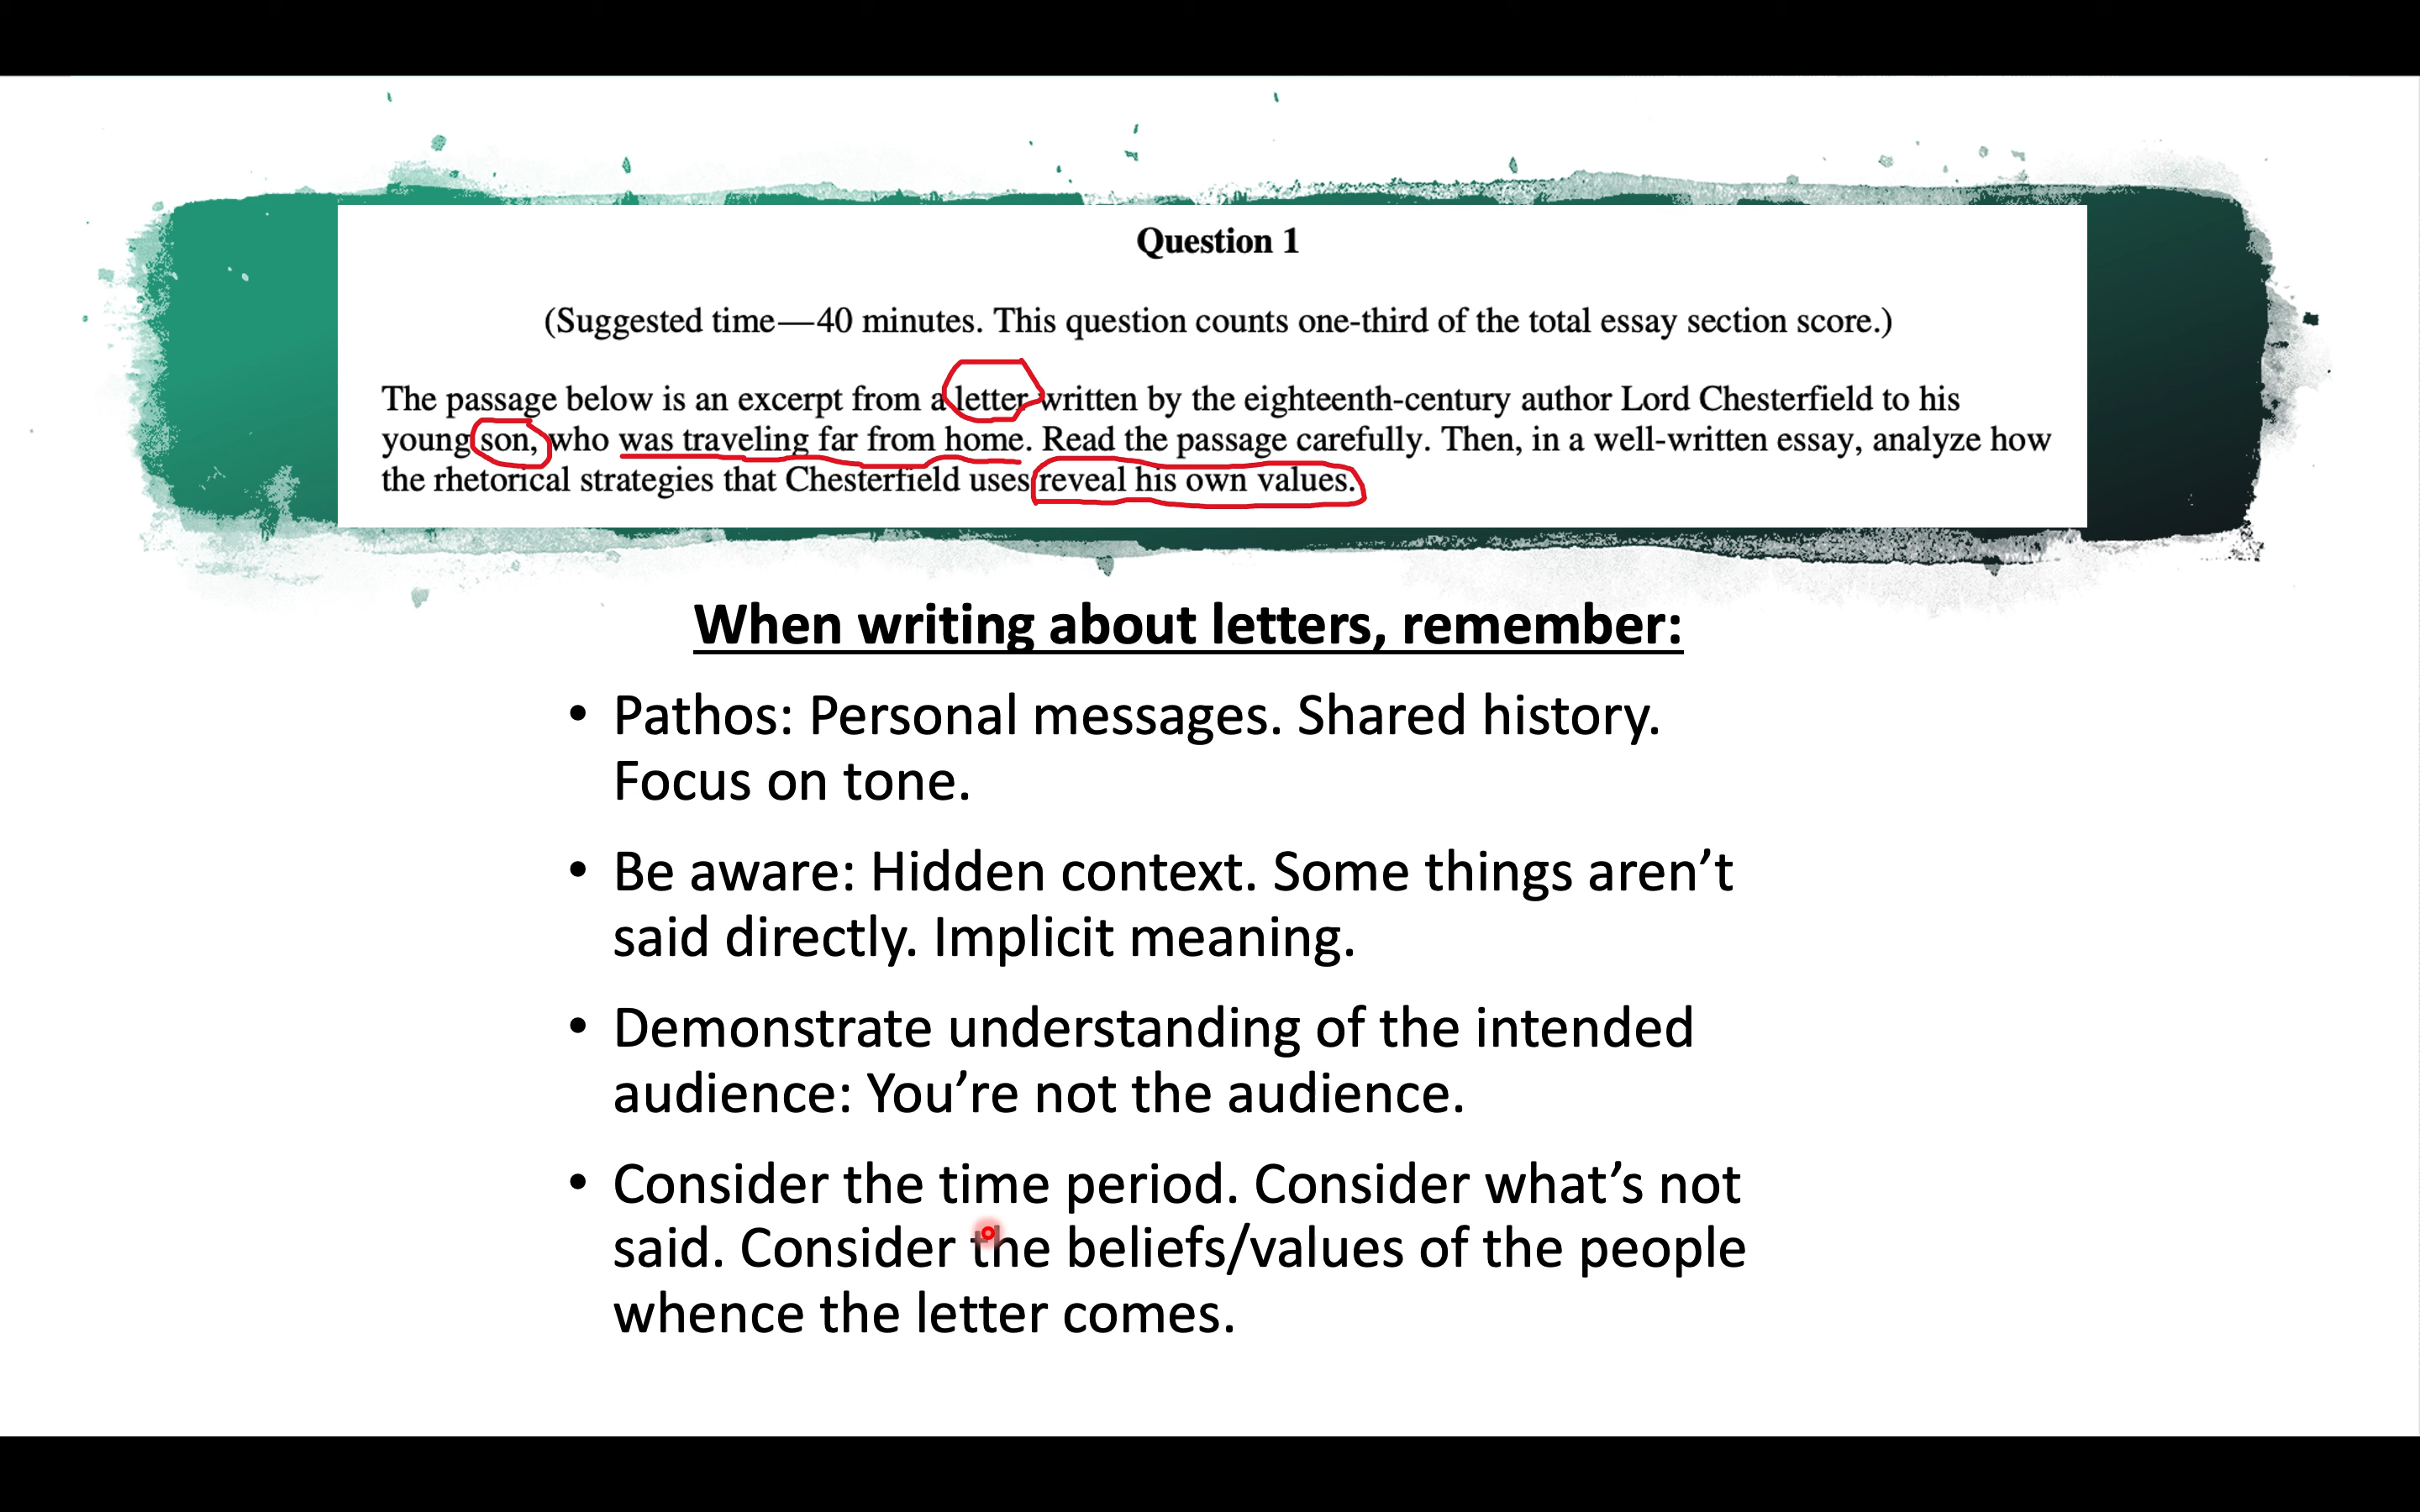 Question 1
(Suggested time—40 minutes. This question counts one-third of the total essay section score.)
The passage below is an excerpt from a letter written by the eighteenth-century author Lord Chesterfield to his
young son, who was traveling far from home. Read the passage carefully. Then, in a well-written essay, analyze how
the rhetorical strategies that Chesterfield uses reveal his own values.
When writing about letters, remember:
• Pathos: Personal messages. Shared history.
Focus on tone.
• Be aware: Hidden context. Some things aren’t
said directly. Implicit meaning.
• Demonstrate understanding of the intended
audience: You’re not the audience.
• Consider the time period. Consider what’s not
said. Consider the beliefs/values of the people
whence the letter comes.